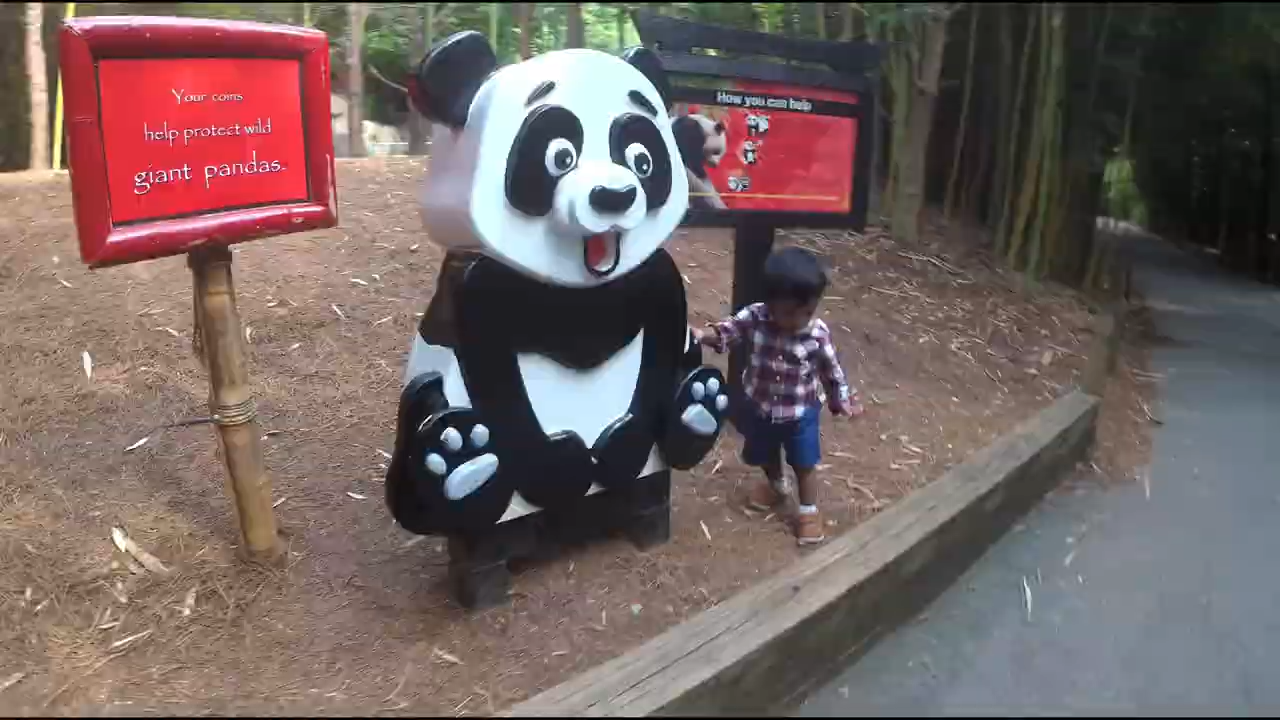 Your coins
help protect wild
giant pandas.
How you can help